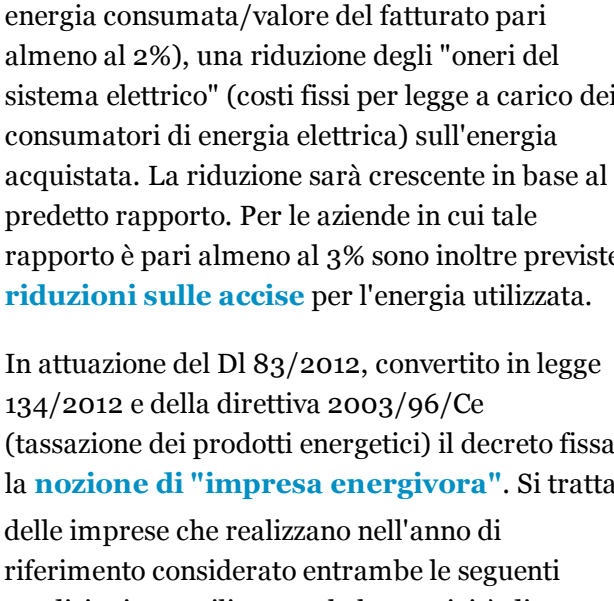 energia consumata/valore del fatturato pari
almeno al 2%), una riduzione degli "oneri del
sistema elettrico" (costi fissi per legge a carico dei
consumatori di energia elettrica) sull'energia
acquistata. La riduzione sarà crescente in base al
predetto rapporto. Per le aziende in cui tale
rapporto è pari almeno al 3% sono inoltre previste
riduzioni sulle accise per l'energia utilizzata.
In attuazione del Dl 83/2012, convertito in legge
134/2012 e della direttiva 2003/96/Ce
(tassazione dei prodotti energetici) il decreto fissa
la nozione di "impresa energivora". Si tratta
delle imprese che realizzano nell'anno di
riferimento considerato entrambe le seguenti